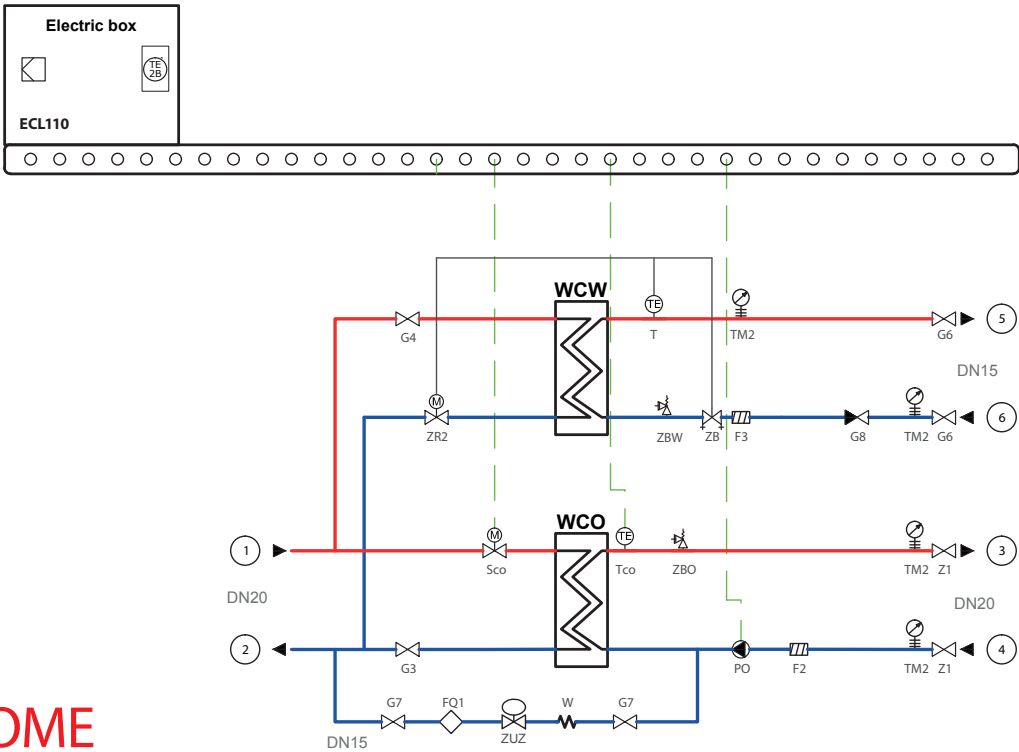 Electric box
TE
2B
ECL110
WCW
TE
G4
T
TM2
G6
5
DN15
M
ZR2
ZBW
ZB
F3
G8
TM2
G6
6
WCO
1
M
TE
Sco
Tco
ZBO
TM2
Z1
3
DN20
DN20
2
G3
PO
F2
TM2
Z1
4
G7
FQ1
W
G7
ZUZ
DN15
OME